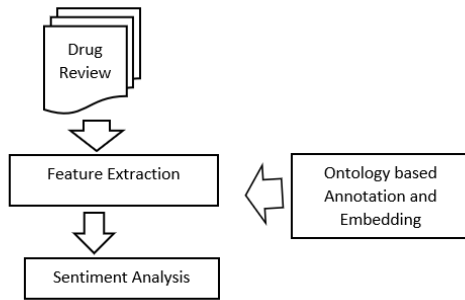 Drug
Review
Feature Extraction
Ontology based
Annotation and
Embedding
Sentiment Analysis